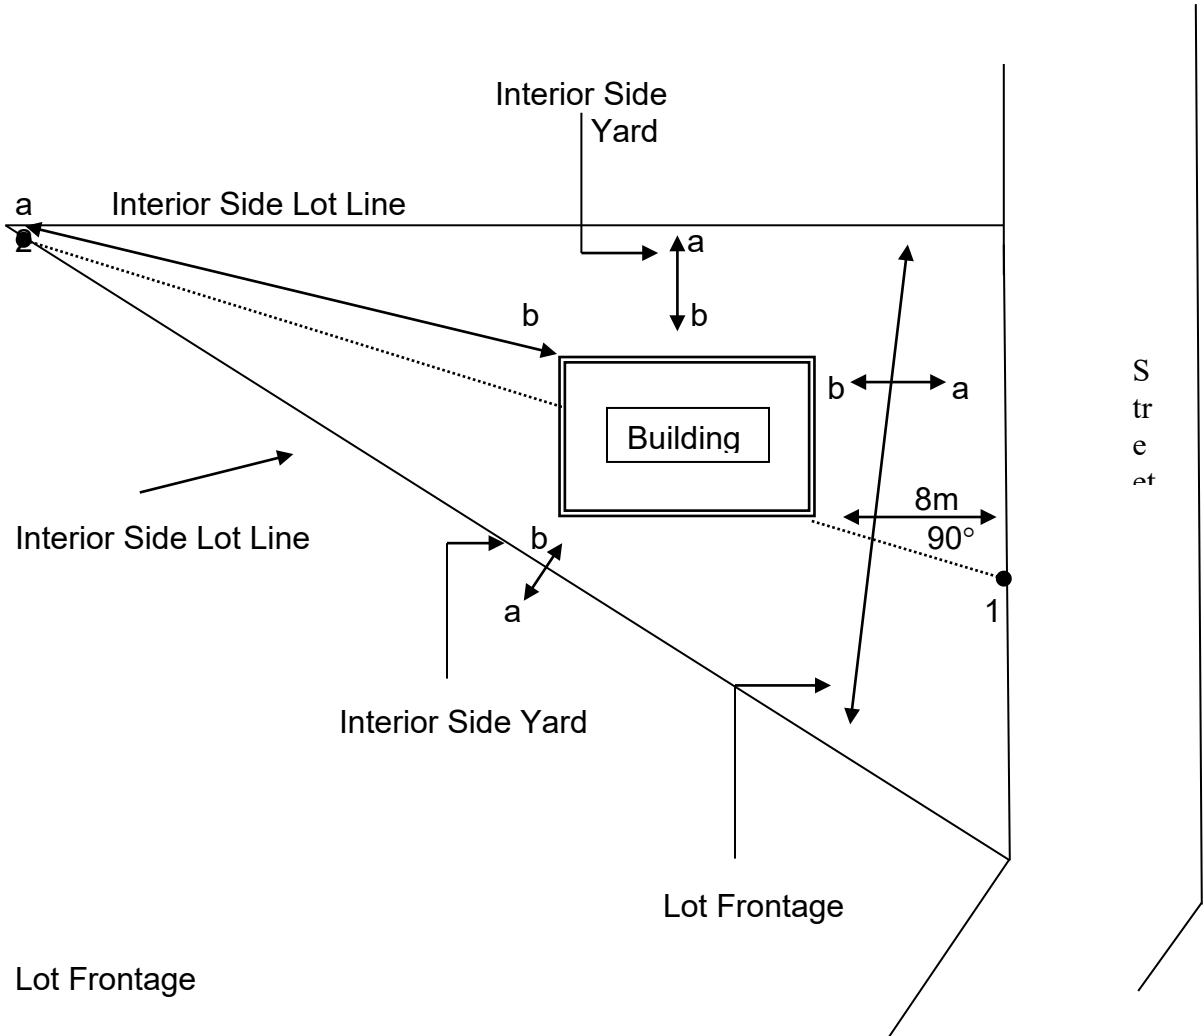 Interior Side
Yard
a
Interior Side Lot Line
2
a
b
b
b
a
S
tr
e
et
Building
8m
90°
Interior Side Lot Line
b
a
1
Interior Side Yard
Lot Frontage
Lot Frontage